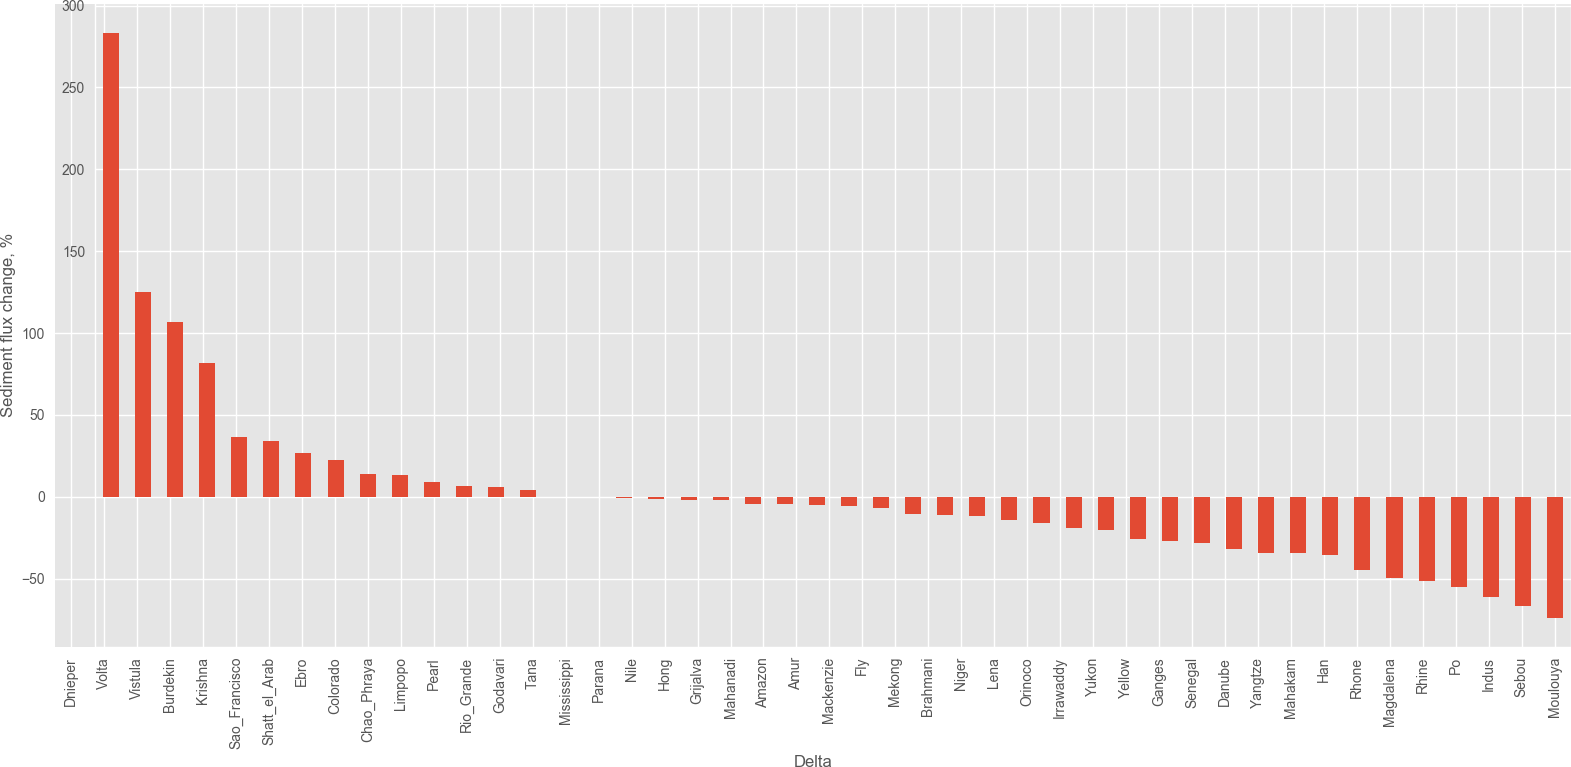 300
250
200
150
100
50
0
−50
Sediment flux change, %
Dnieper
Volta
Vistula
Burdekin
Krishna
Sao_Francisco
Shatt_el_Arab
Ebro
Colorado
Chao_Phraya
Limpopo
Pearl
Rio_Grande
Godavari
Tana
Mississippi
Parana
Nile
Hong
Grijalva
Mahanadi
Amazon
Amur
Mackenzie
Fly
Mekong
Brahmani
Niger
Lena
Orinoco
Irrawaddy
Yukon
Yellow
Ganges
Senegal
Danube
Yangtze
Mahakam
Han
Rhone
Magdalena
Rhine
Po
Indus
Sebou
Moulouya
Delta